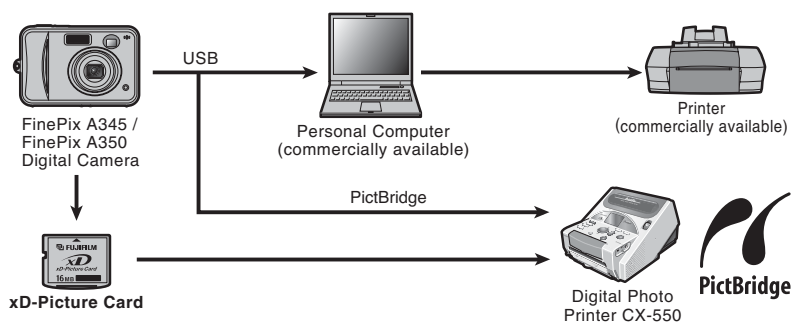 USB
FinePix A345 /
FinePix A350
Digital Camera
Personal Computer
(commercially available)
Printer
(commercially available)
PictBridge
FUJIFILM
xD
xD-Picture Card
16MB
xD-Picture Card
Digital Photo
Printer CX-550
PictBridge